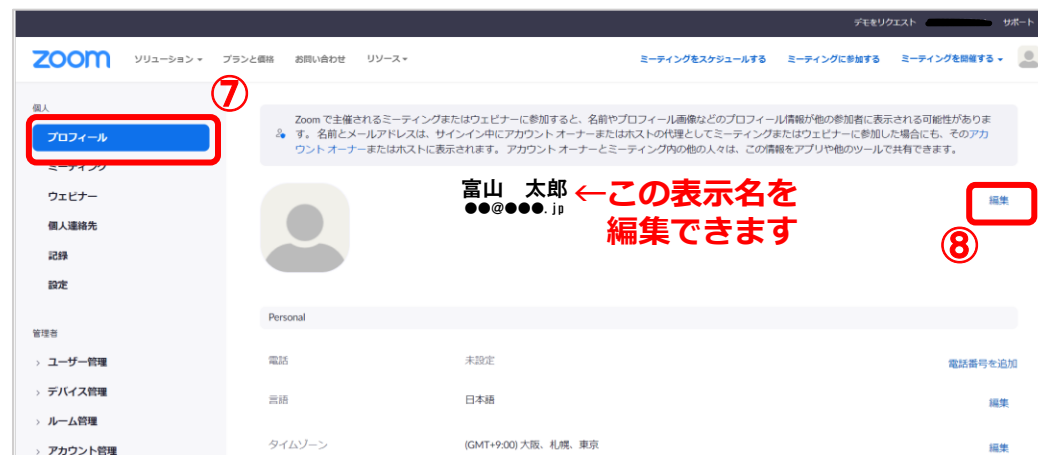 デモをリクエスト サポート
zoom ソリューション プランと価格 お問い合わせ リソース ミーティングをスケジュールする ミーティングに参加する ミーティングを開催する
個人
⑦
プロフィール
ミーティング
ウェビナー
個人連絡先
記録
設定
管理者
› ユーザー管理
› デバイス管理
› ルーム管理
› アカウント管理
Zoom で主催されるミーティングまたはウェビナーに参加すると、名前やプロフィール画像などのプロフィール情報が他の参加者に表示される可能性がありま
す。 名前とメールアドレスは、サインイン中にアカウント オーナーまたはホストの代理としてミーティングまたはウェビナーに参加した場合にも、そのアカ
ウント オーナーまたはホストに表示されます。 アカウント オーナーとミーティング内の他の人々は、この情報をアプリや他のツールで共有できます。
富山 太郎
●●@●●●.jp
←この表示名を
編集できます
編集
⑧
Personal
電話 未設定 電話番号を追加
言語 日本語 編集
タイムゾーン (GMT+9:00) 大阪、札幌、東京 編集